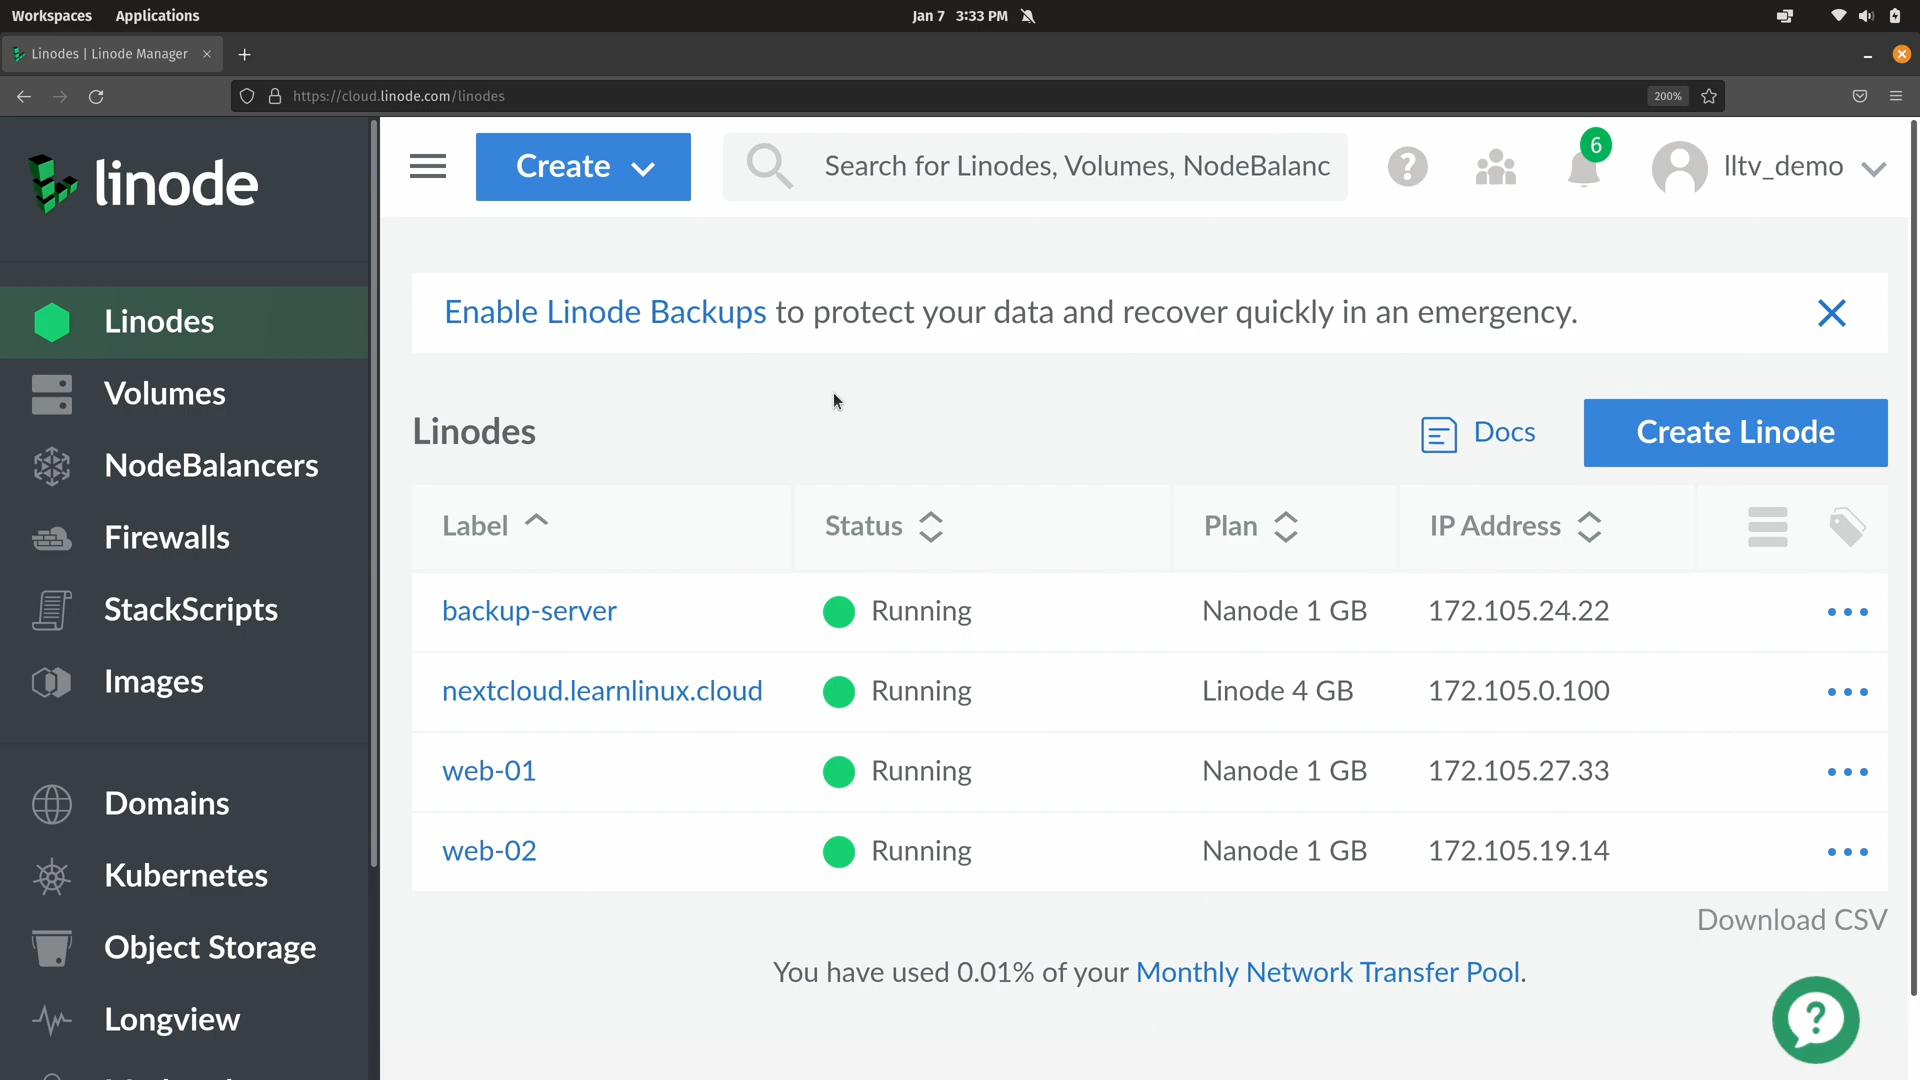 Workspaces Applications Jan 7 3:33 PM
Linodes | Linode Manager
https://cloud.linode.com/linodes 200%
linode
Create
Search for Linodes, Volumes, NodeBalanc
6
lltv_demo
Enable Linode Backups to protect your data and recover quickly in an emergency.
Linodes
Volumes
NodeBalancers
Firewalls
StackScripts
Images
Domains
Kubernetes
Object Storage
Longview
Linodes
Docs
Create Linode
Label Status Plan IP Address
backup-server Running Nanode 1 GB 172.105.24.22
nextcloud.learnlinux.cloud Running Linode 4 GB 172.105.0.100
web-01 Running Nanode 1 GB 172.105.27.33
web-02 Running Nanode 1 GB 172.105.19.14
Download CSV
You have used 0.01% of your Monthly Network Transfer Pool.